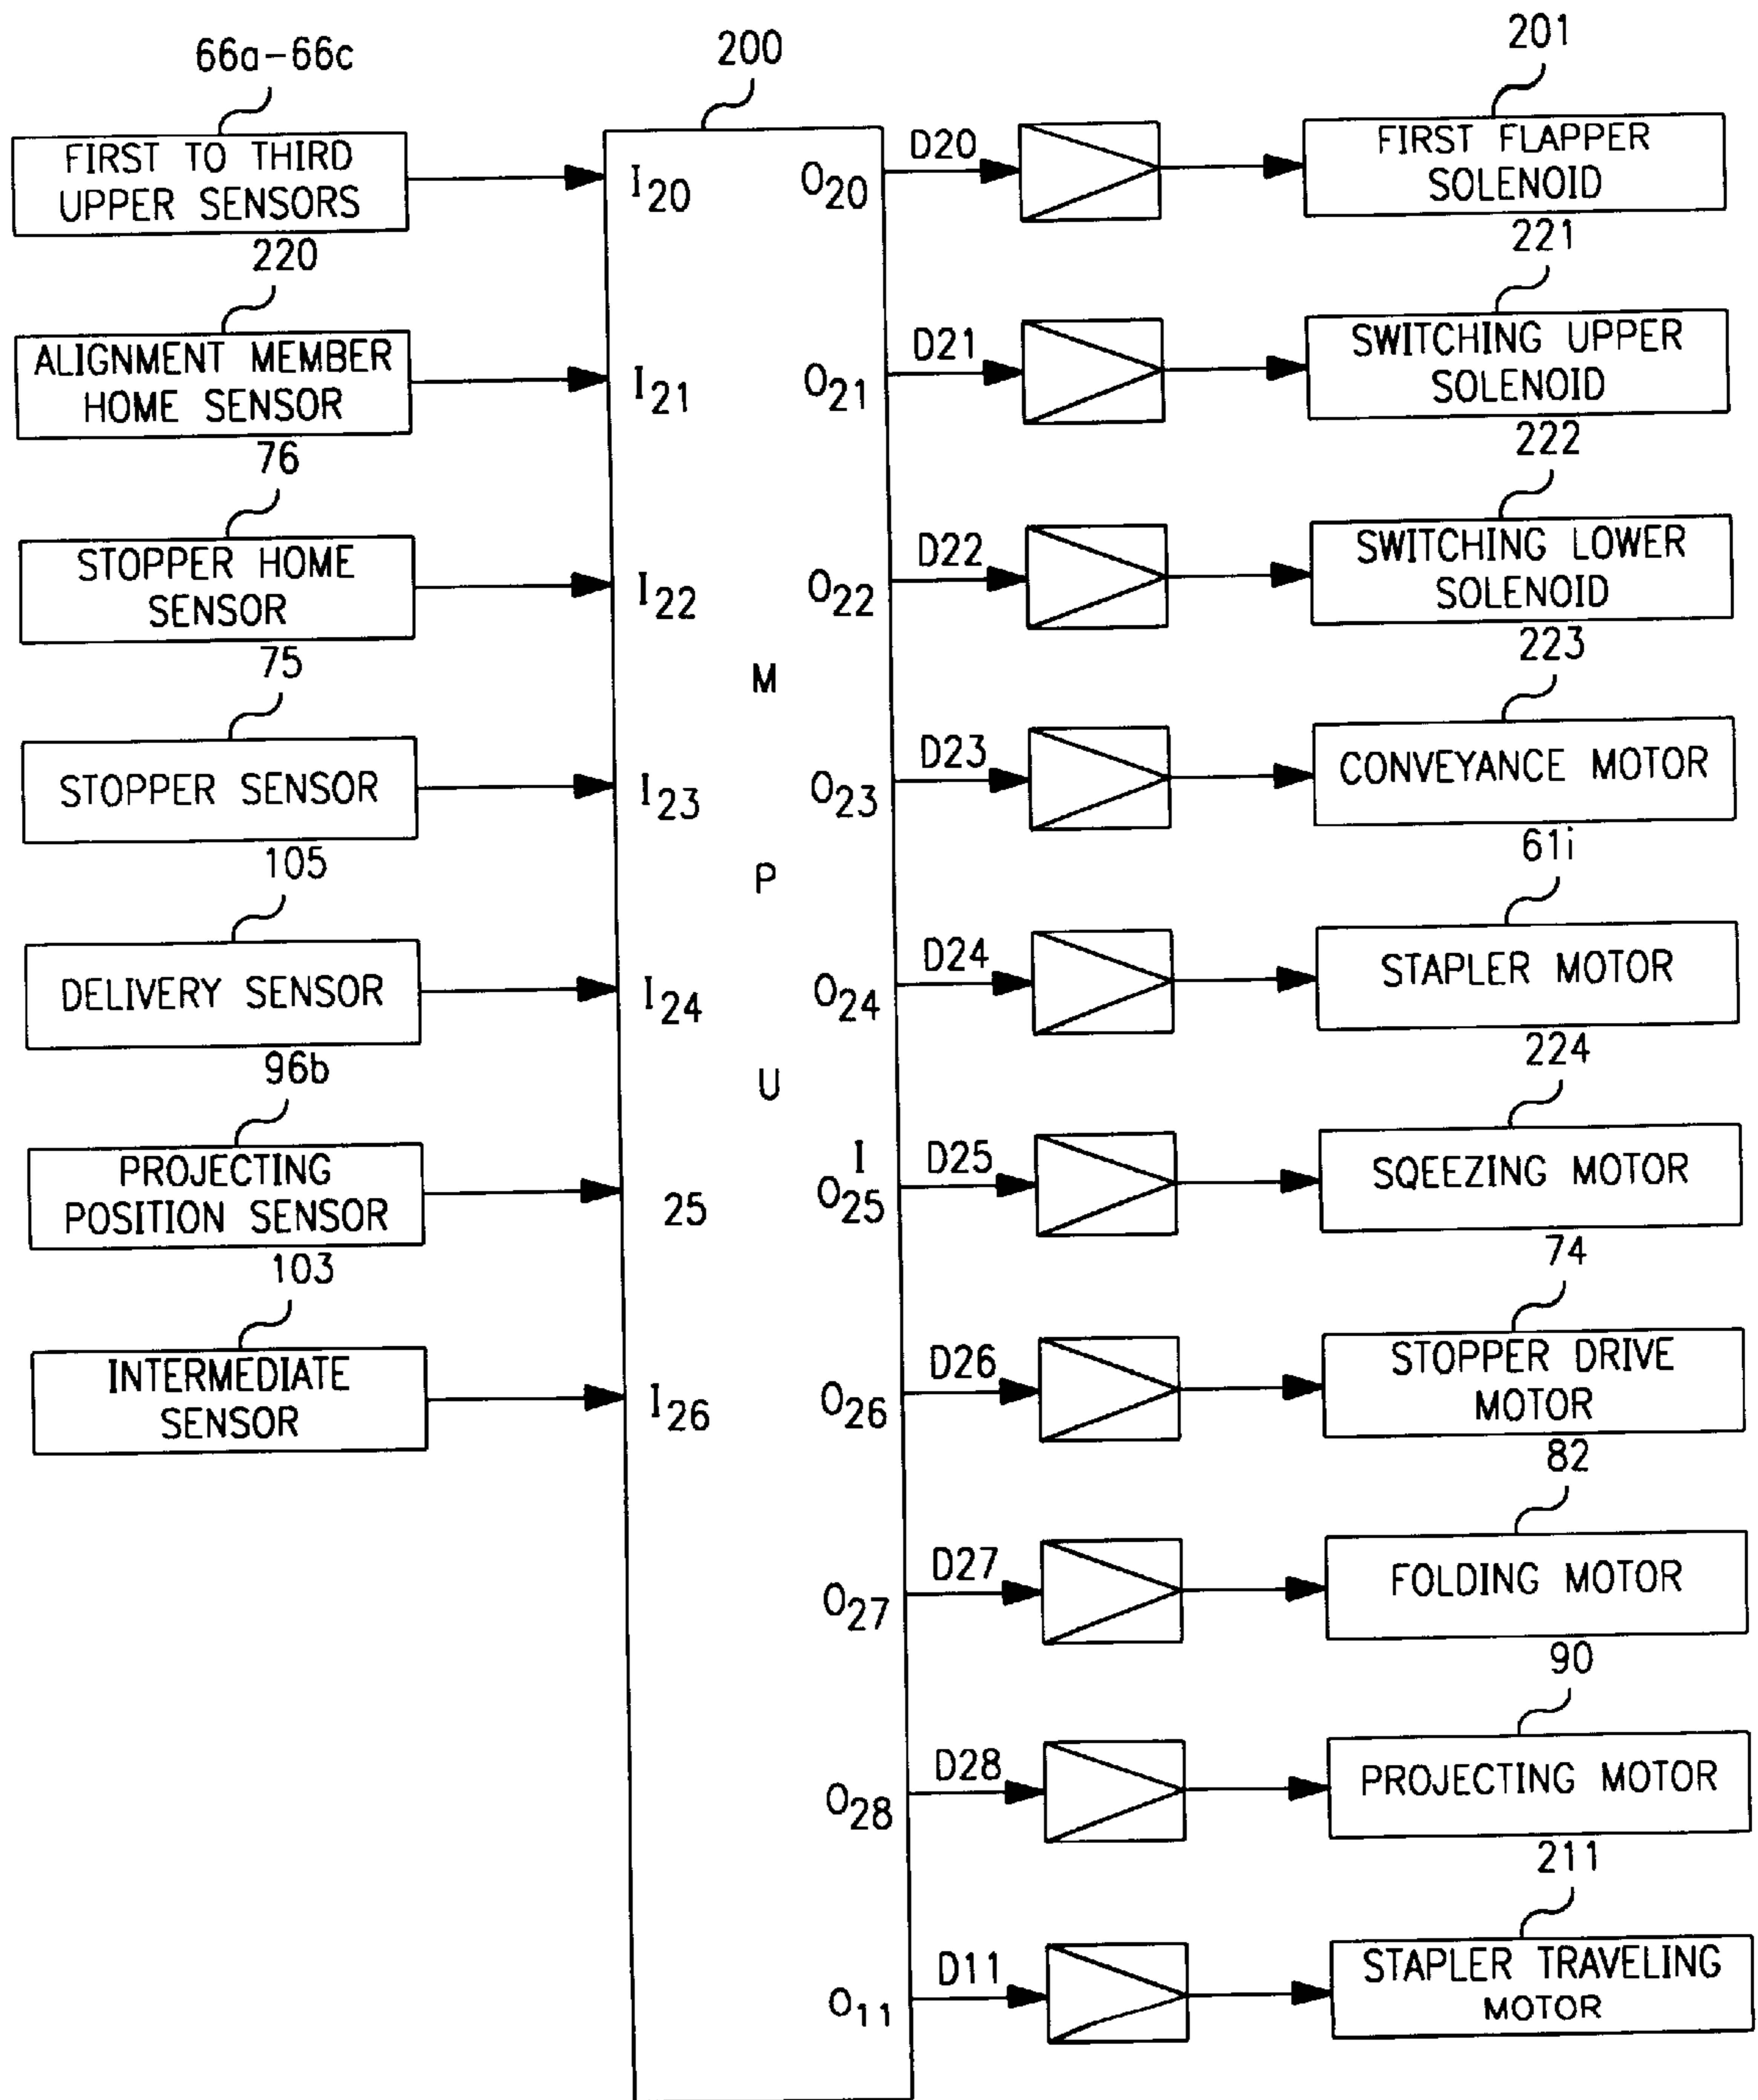 66a-66c
FIRST TO THIRD
UPPER SENSORS
220
ALIGNMENT MEMBER
HOME SENSOR
76
STOPPER HOME
SENSOR
75
STOPPER SENSOR
105
DELIVERY SENSOR
96b
PROJECTING
POSITION SENSOR
103
INTERMEDIATE
SENSOR
200
I20
I21
I22
I23
I24
25
I26
M
P
U
O20
O21
O22
O23
O24
I
O25
O26
O27
O28
O11
D20
D21
D22
D23
D24
D25
D26
D27
D28
D11
201
FIRST FLAPPER
SOLENOID
221
SWITCHING UPPER
SOLENOID
222
SWITCHING LOWER
SOLENOID
223
CONVEYANCE MOTOR
61i
STAPLER MOTOR
224
SQEEZING MOTOR
74
STOPPER DRIVE
MOTOR
82
FOLDING MOTOR
90
PROJECTING MOTOR
211
STAPLER TRAVELING
MOTOR